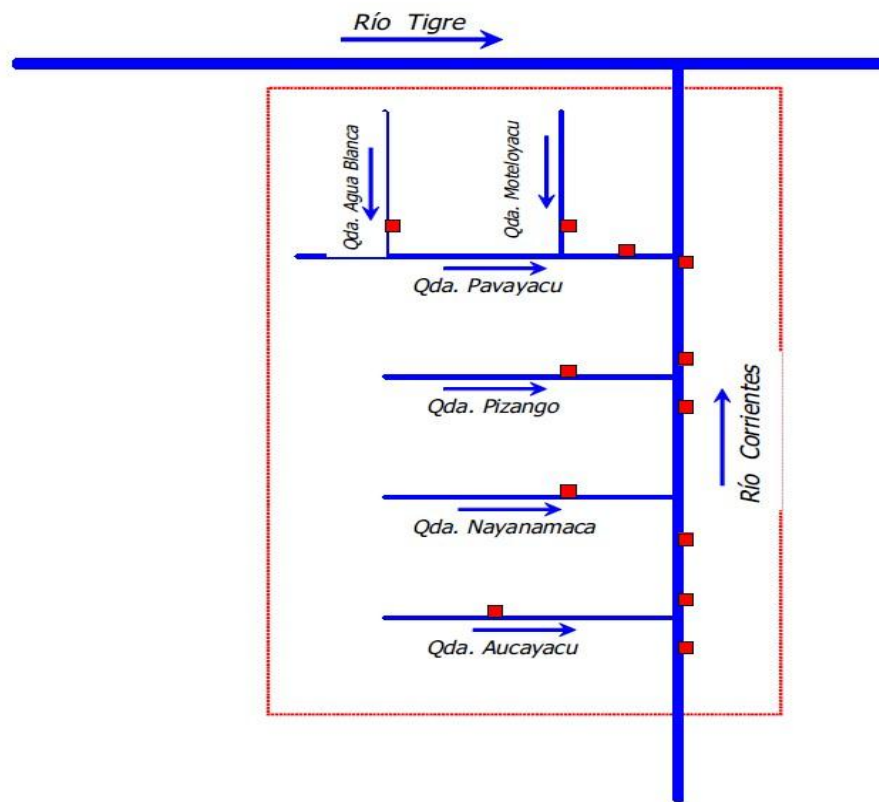 Río Tigre
Qda. Agua Blanca
Qda. Moteloyacu
Qda. Pavayacu
Qda. Pizango
Río Corrientes
Qda. Nayanamaca
Qda. Aucayacu